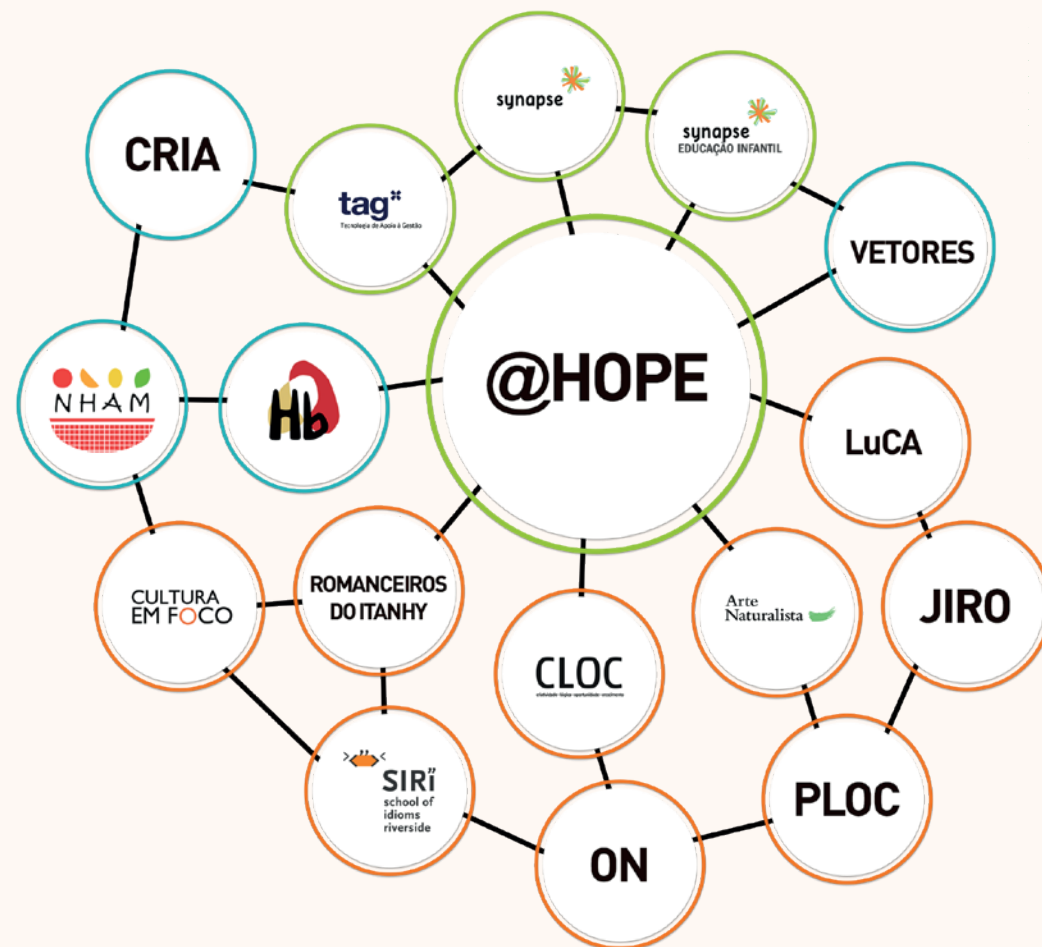 synapse
synapse
EDUCAÇÃO INFANTIL
CRIA
tag
Tecnologia de Apoio à Gestão
VETORES
@HOPE
NHAM
Hb
LuCA
CULTURA
EM FOCO
ROMANCEIROS
DO ITANHY
Arte
Naturalista
JIRO
CLOC
SIRï
school of
idioms
riverside
PLOC
ON